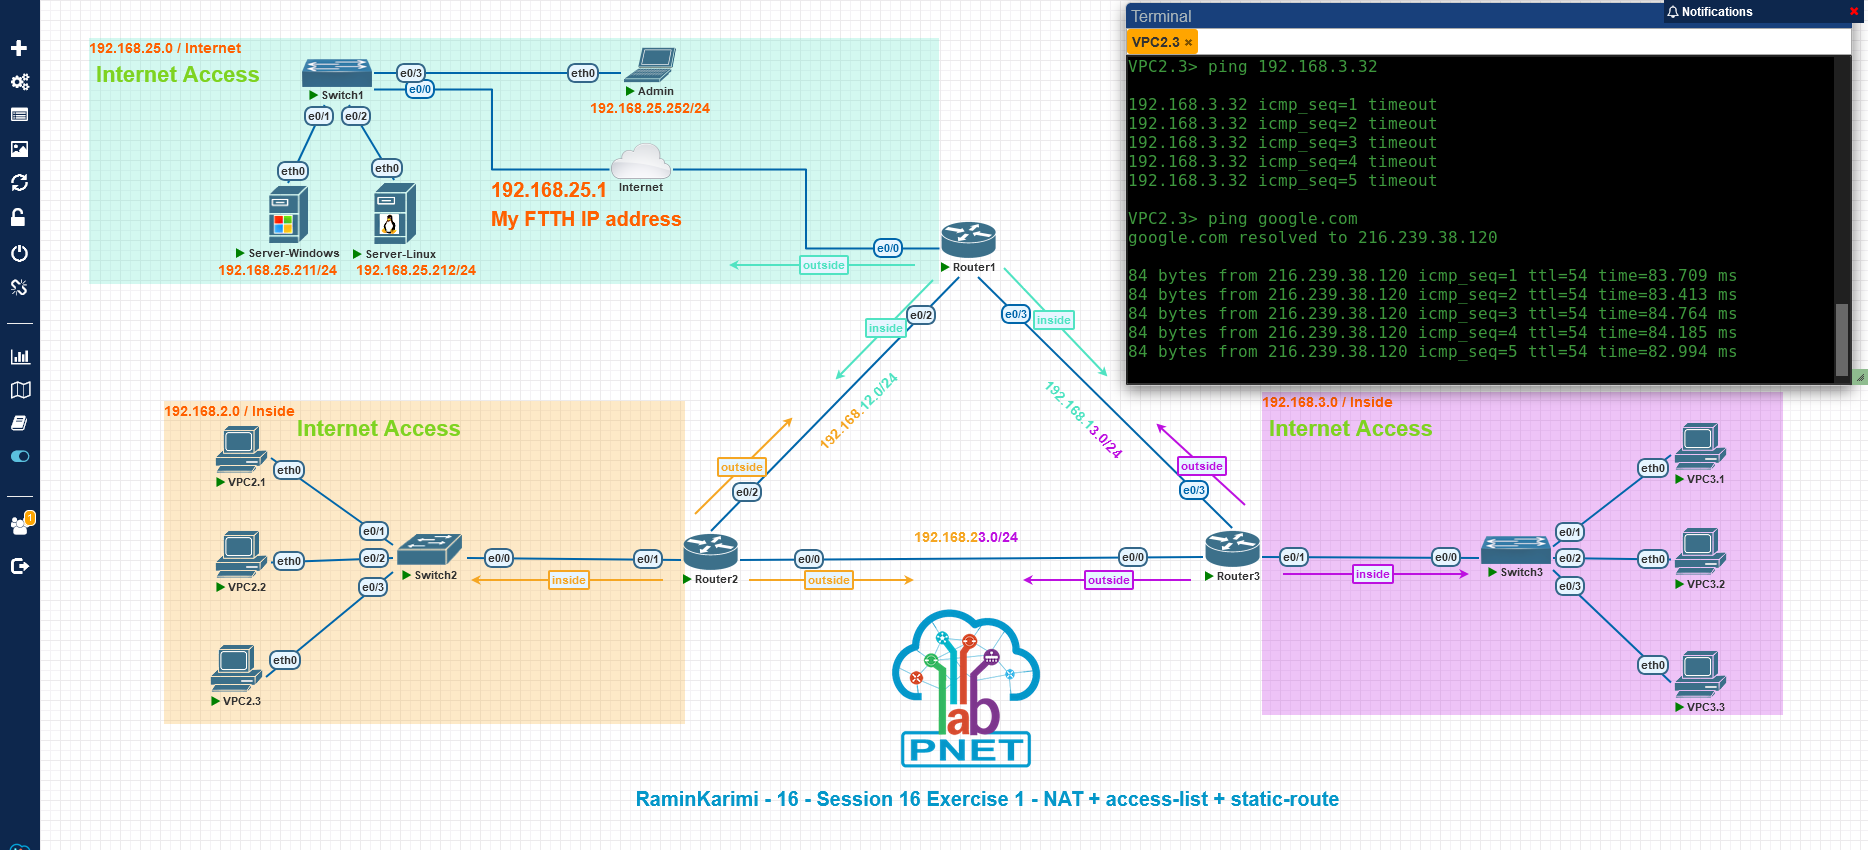 Notifications
Terminal
VPC2.3
VPC2.3> ping 192.168.3.32
192.168.3.32 icmp_seq=1 timeout
192.168.3.32 icmp_seq=2 timeout
192.168.3.32 icmp_seq=3 timeout
192.168.3.32 icmp_seq=4 timeout
192.168.3.32 icmp_seq=5 timeout
VPC2.3> ping google.com
google.com resolved to 216.239.38.120
84 bytes from 216.239.38.120 icmp_seq=1 ttl=54 time=83.709 ms
84 bytes from 216.239.38.120 icmp_seq=2 ttl=54 time=83.413 ms
84 bytes from 216.239.38.120 icmp_seq=3 ttl=54 time=84.764 ms
84 bytes from 216.239.38.120 icmp_seq=4 ttl=54 time=84.185 ms
84 bytes from 216.239.38.120 icmp_seq=5 ttl=54 time=82.994 ms
192.168.25.0 / Internet
Internet Access
e0/3
eth0
e0/0
Switch1
Admin
192.168.25.252/24
e0/1
e0/2
eth0
eth0
Internet
192.168.25.1
My FTTH IP address
Server-Windows
Server-Linux
192.168.25.211/24
192.168.25.212/24
e0/0
outside
Router1
e0/2
e0/3
inside
inside
192.168.12.0/24
192.168.13.0/24
192.168.2.0 / Inside
Internet Access
eth0
VPC2.1
e0/1
e0/2
e0/3
eth0
VPC2.2
eth0
VPC2.3
Switch2
e0/0
e0/1
inside
Router2
outside
e0/2
e0/0
outside
192.168.23.0/24
e0/0
outside
Router3
outside
e0/3
e0/1
inside
e0/0
Switch3
192.168.3.0 / Inside
Internet Access
eth0
VPC3.1
e0/1
e0/2
e0/3
eth0
VPC3.2
eth0
VPC3.3
lab
PNET
RaminKarimi - 16 - Session 16 Exercise 1 - NAT + access-list + static-route
1